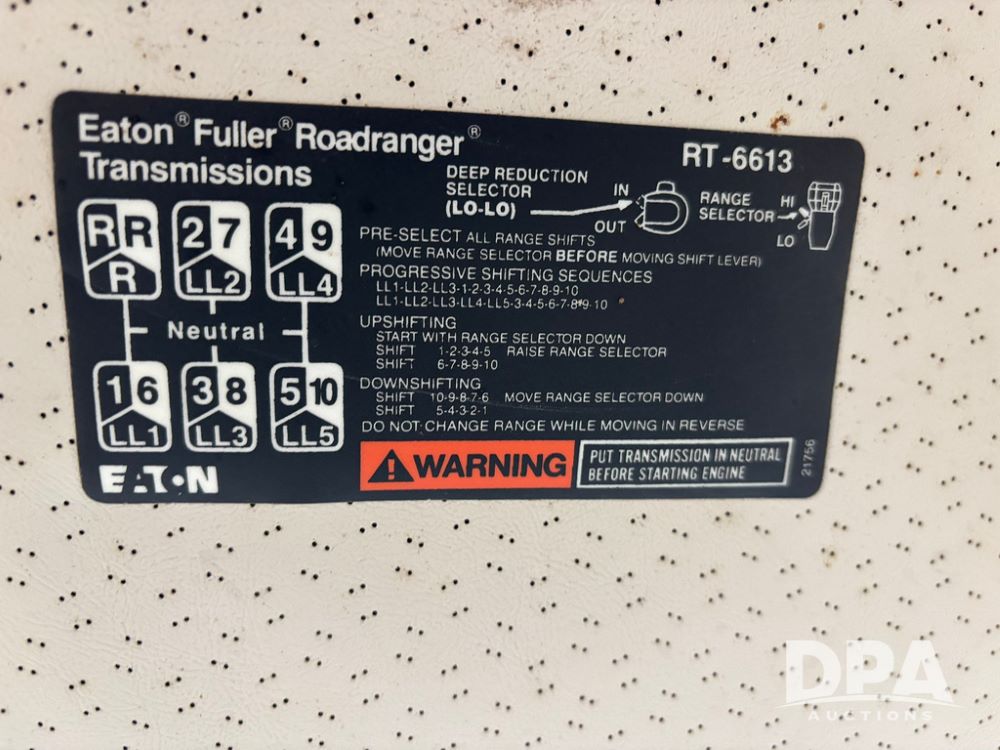 Eaton® Fuller® Roadranger®
Transmissions
RT-6613
DEEP REDUCTION
SELECTOR
(LO-LO)
IN
OUT
RANGE
SELECTOR
HI
LO
R R
R
2 7
LL2
4 9
LL4
Neutral
1 6
LL1
3 8
LL3
5 10
LL5
EATON
PRE-SELECT ALL RANGE SHIFTS
(MOVE RANGE SELECTOR BEFORE MOVING SHIFT LEVER)
PROGRESSIVE SHIFTING SEQUENCES
LL1-LL2-LL3-1-2-3-4-5-6-7-8-9-10
LL1-LL2-LL3-LL4-LL5-3-4-5-6-7-8-9-10
UPSHIFTING
START WITH RANGE SELECTOR DOWN
SHIFT 1-2-3-4-5 RAISE RANGE SELECTOR
SHIFT 6-7-8-9-10
DOWNSHIFTING
SHIFT 10-9-8-7-6 MOVE RANGE SELECTOR DOWN
SHIFT 5-4-3-2-1
DO NOT CHANGE RANGE WHILE MOVING IN REVERSE
WARNING
PUT TRANSMISSION IN NEUTRAL
BEFORE STARTING ENGINE
21756
DPA
AUCTIONS